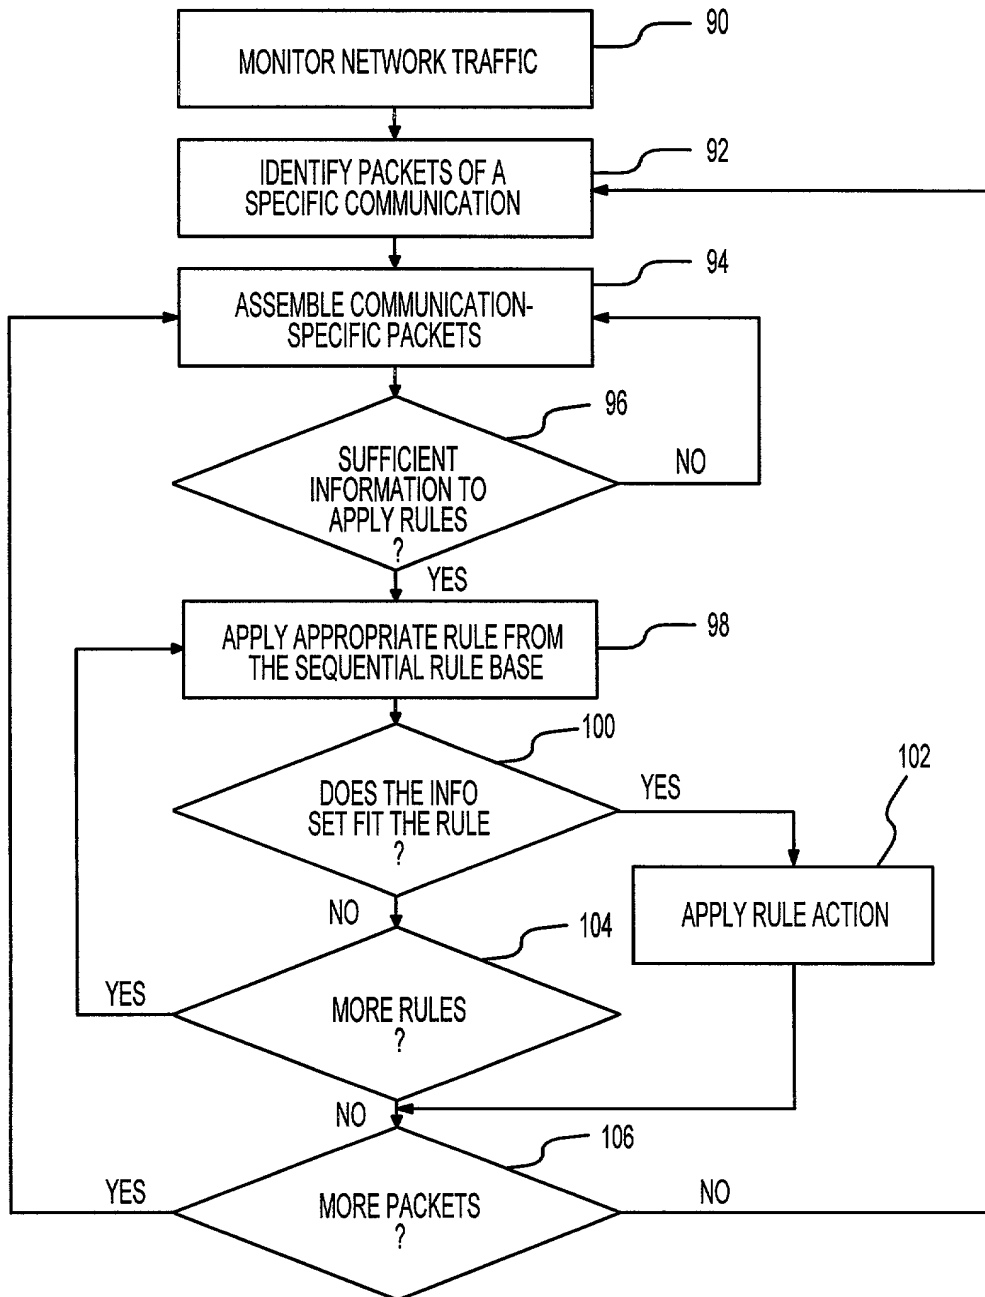 90
MONITOR NETWORK TRAFFIC
92
IDENTIFY PACKETS OF A
SPECIFIC COMMUNICATION
94
ASSEMBLE COMMUNICATION-
SPECIFIC PACKETS
96
SUFFICIENT
INFORMATION TO
APPLY RULES
?
NO
YES
98
APPLY APPROPRIATE RULE FROM
THE SEQUENTIAL RULE BASE
100
DOES THE INFO
SET FIT THE RULE
?
YES
102
APPLY RULE ACTION
NO
104
MORE RULES
?
YES
NO
106
MORE PACKETS
?
YES
NO